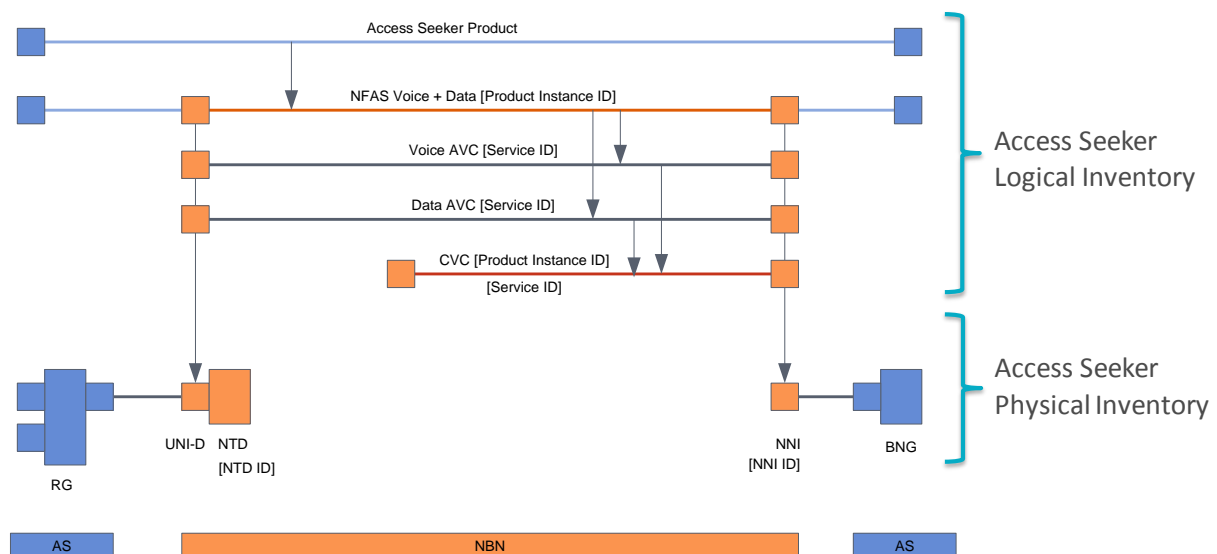 Access Seeker Product
NFAS Voice + Data [Product Instance ID]
Voice AVC [Service ID]
Data AVC [Service ID]
CVC [Product Instance ID]
[Service ID]
Access Seeker
Logical Inventory
Access Seeker
Physical Inventory
UNI-D
NTD
[NTD ID]
RG
NNI
[NNI ID]
BNG
AS
NBN
AS